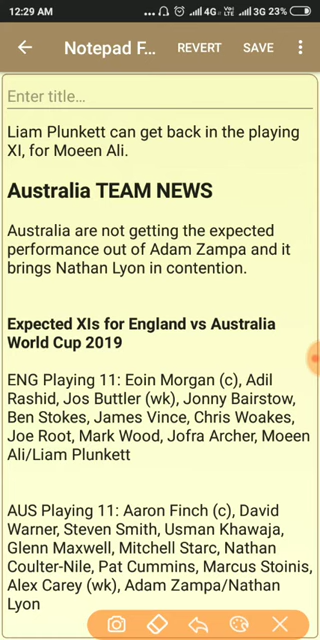 12:29 AM ... 4G VoLTE 3G 23%
Notepad F... REVERT SAVE
Enter title...
Liam Plunkett can get back in the playing
XI, for Moeen Ali.
Australia TEAM NEWS
Australia are not getting the expected
performance out of Adam Zampa and it
brings Nathan Lyon in contention.
Expected XIs for England vs Australia
World Cup 2019
ENG Playing 11: Eoin Morgan (c), Adil
Rashid, Jos Buttler (wk), Jonny Bairstow,
Ben Stokes, James Vince, Chris Woakes,
Joe Root, Mark Wood, Jofra Archer, Moeen
Ali/Liam Plunkett
AUS Playing 11: Aaron Finch (c), David
Warner, Steven Smith, Usman Khawaja,
Glenn Maxwell, Mitchell Starc, Nathan
Coulter-Nile, Pat Cummins, Marcus Stoinis,
Alex Carey (wk), Adam Zampa/Nathan
Lyon